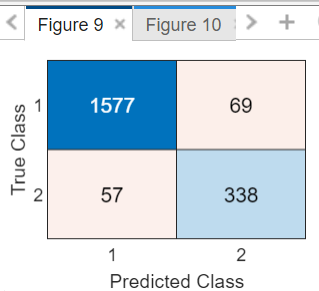 Figure 9 × Figure 10
True Class
1 1577 69
2 57 338
1 2
Predicted Class